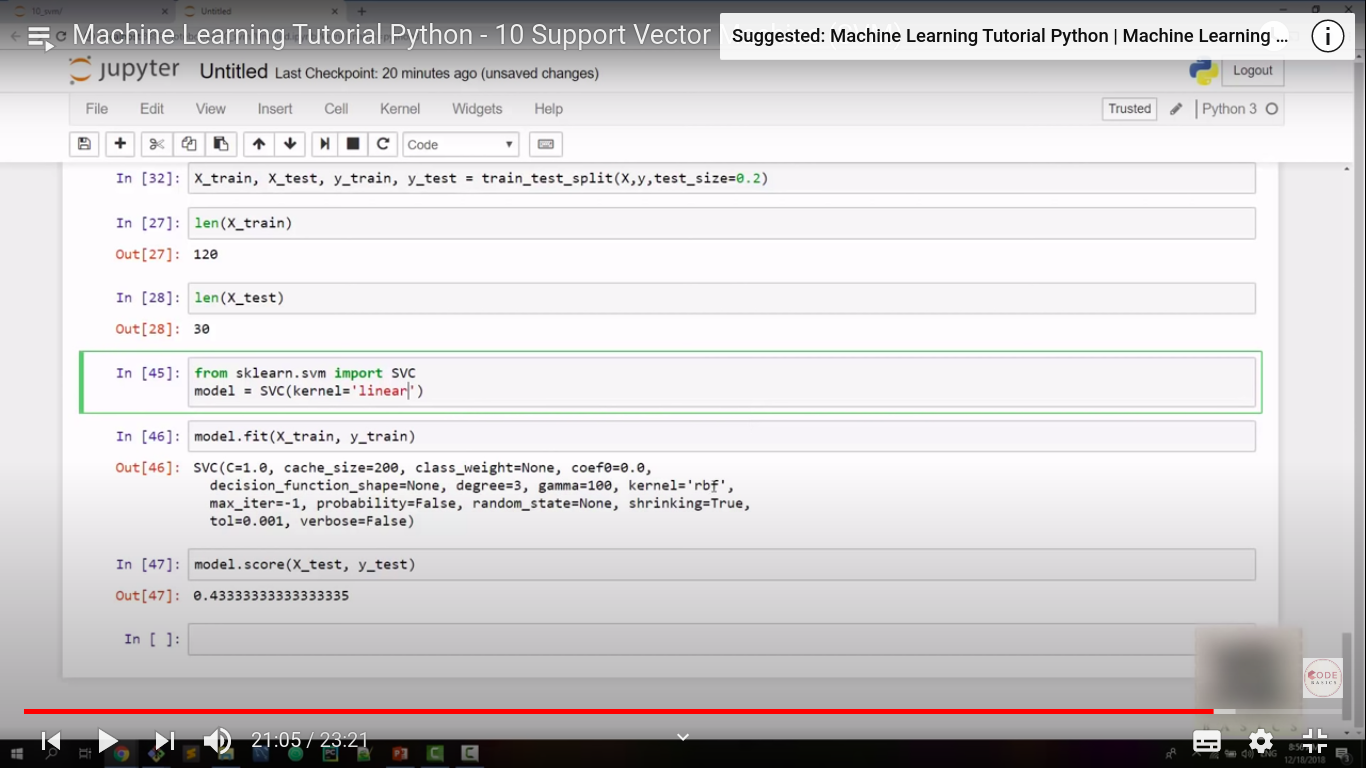 10_svm/
Untitled
Machine Learning Tutorial Python - 10 Support Vector
Suggested: Machine Learning Tutorial Python | Machine Learning ...
jupyter Untitled Last Checkpoint: 20 minutes ago (unsaved changes)
Logout
File Edit View Insert Cell Kernel Widgets Help
Trusted
Python 3
Code
In [32]: X_train, X_test, y_train, y_test = train_test_split(X,y,test_size=0.2)
In [27]: len(X_train)
Out[27]: 120
In [28]: len(X_test)
Out[28]: 30
In [45]: from sklearn.svm import SVC
model = SVC(kernel='linear')
In [46]: model.fit(X_train, y_train)
Out[46]: SVC(C=1.0, cache_size=200, class_weight=None, coef0=0.0,
decision_function_shape=None, degree=3, gamma=100, kernel='rbf',
max_iter=-1, probability=False, random_state=None, shrinking=True,
tol=0.001, verbose=False)
In [47]: model.score(X_test, y_test)
Out[47]: 0.43333333333333335
In [ ]:
CODE
BASICS
21:05 / 23:21
ENG
12/18/2018